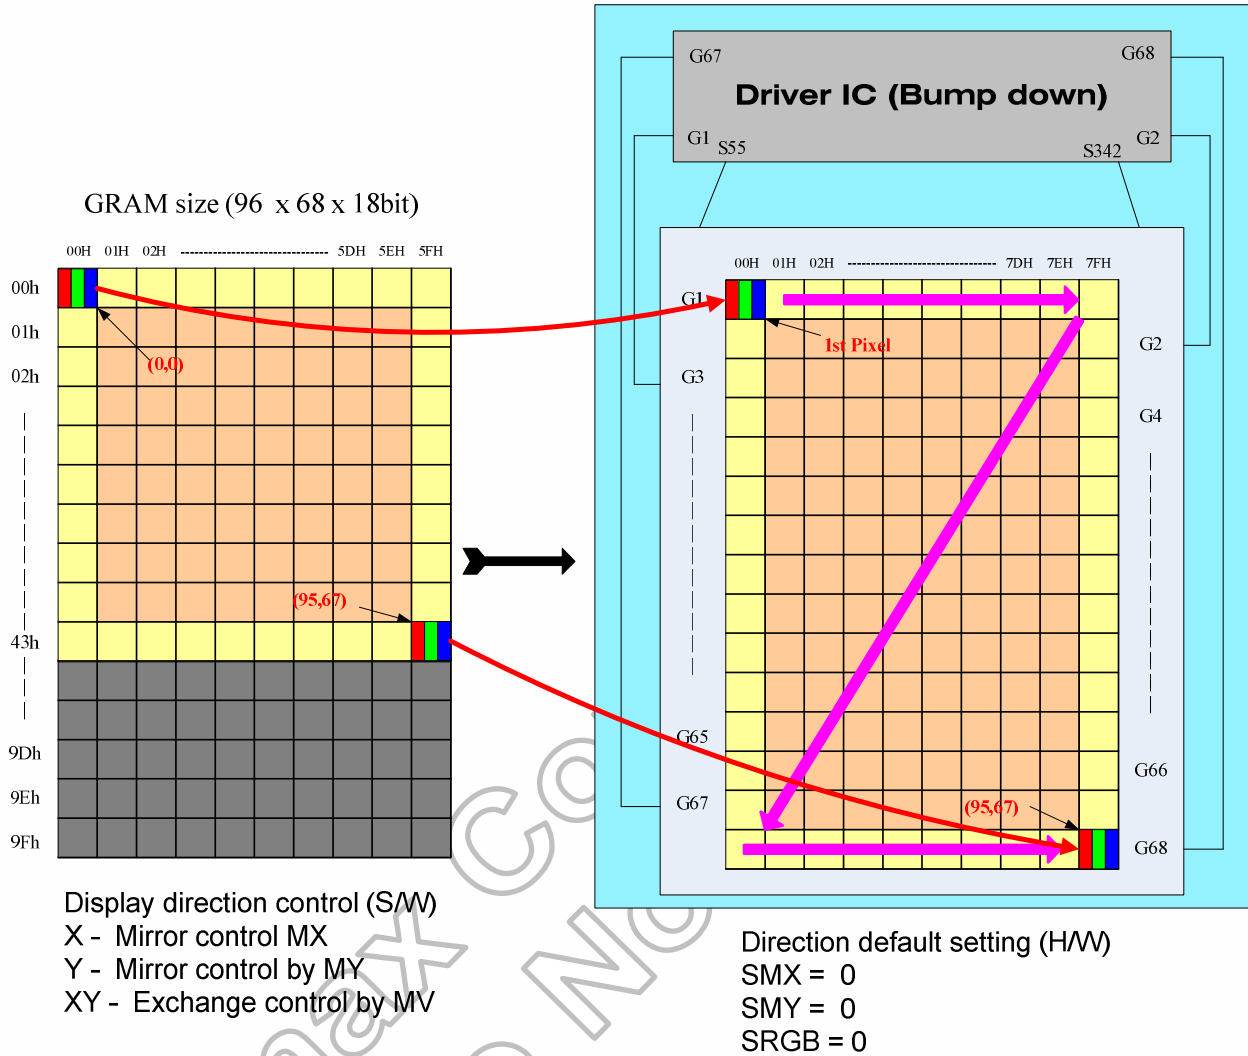 G67
G68
Driver IC (Bump down)
G1
S55
S342
G2
GRAM size (96 x 68 x 18bit)
00H 01H 02H 5DH 5EH 5FH
00h
01h
02h
43h
9Dh
9Eh
9Fh
(0,0)
(95,67)
00H 01H 02H 7DH 7EH 7FH
G1
G3
G65
G67
1st Pixel
(95,67)
G2
G4
G66
G68
Display direction control (S/W)
X - Mirror control MX
Y - Mirror control by MY
XY - Exchange control by MV
Direction default setting (H/W)
SMX = 0
SMY = 0
SRGB = 0